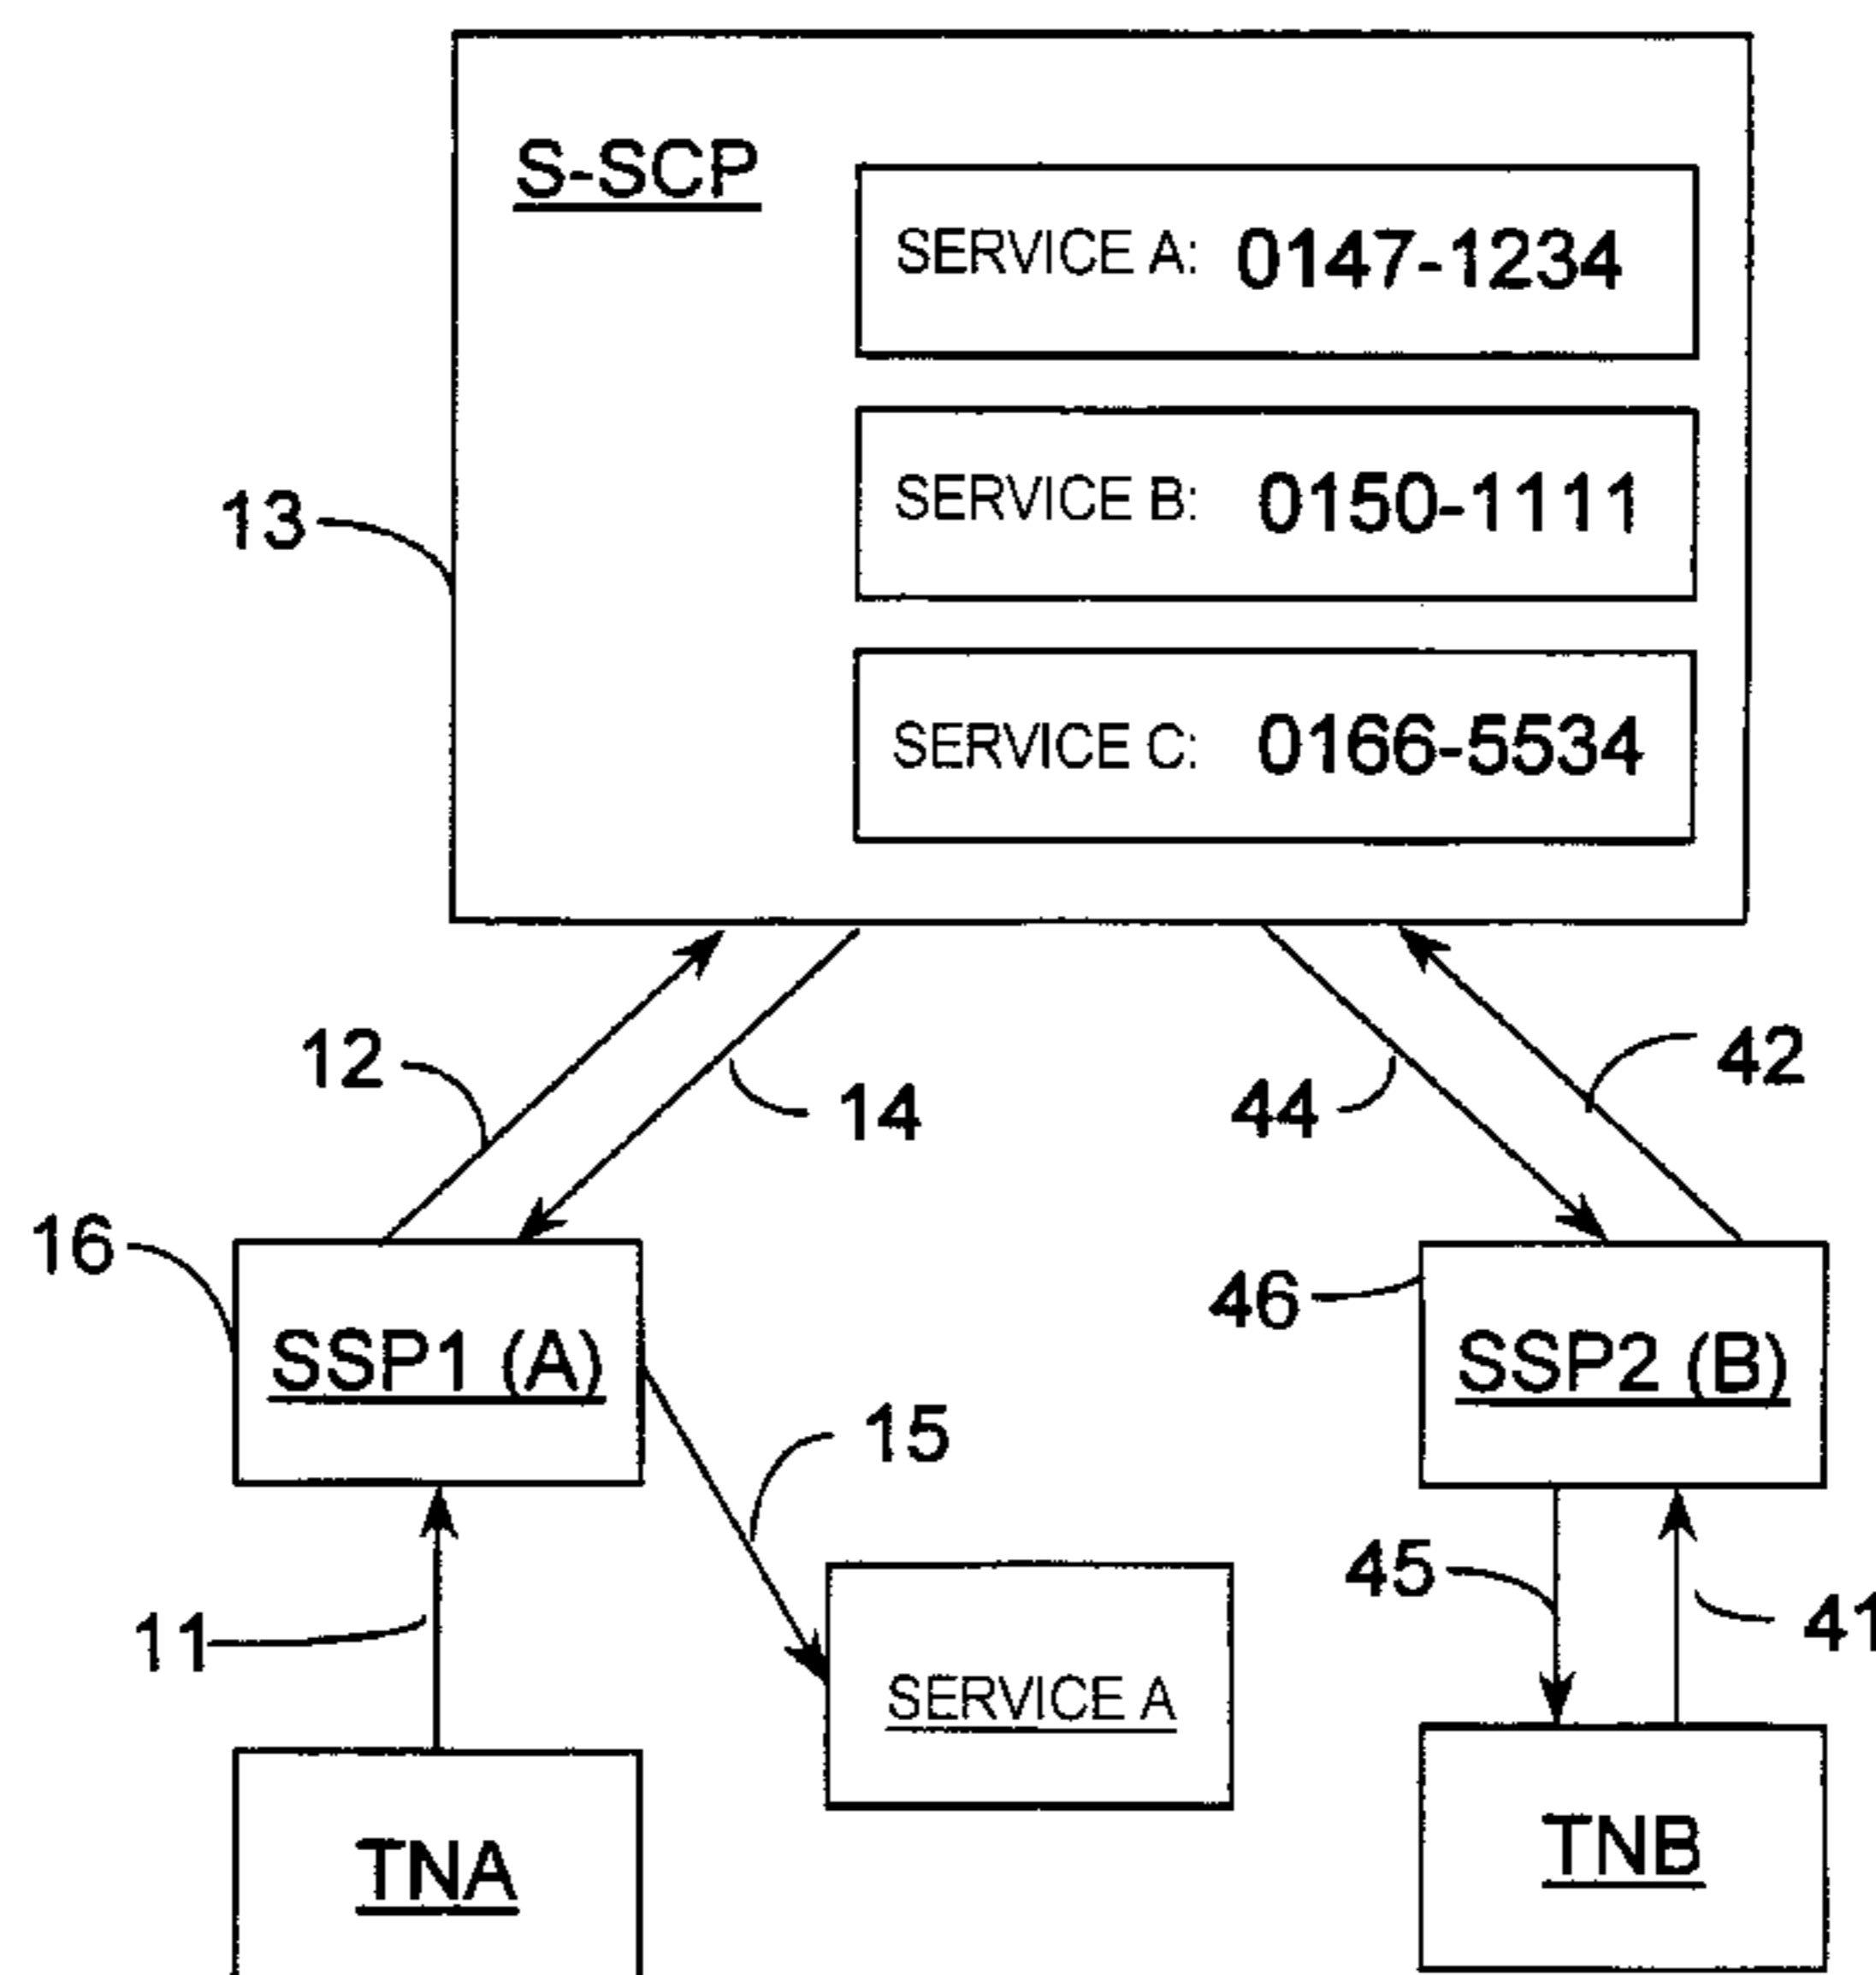 S-SCP
SERVICE A: 0147-1234
SERVICE B: 0150-1111
13
SERVICE C: 0166-5534
12
14
44
42
16
46
SSP1 (A)
SSP2 (B)
15
45
11
41
SERVICE A
TNA
TNB